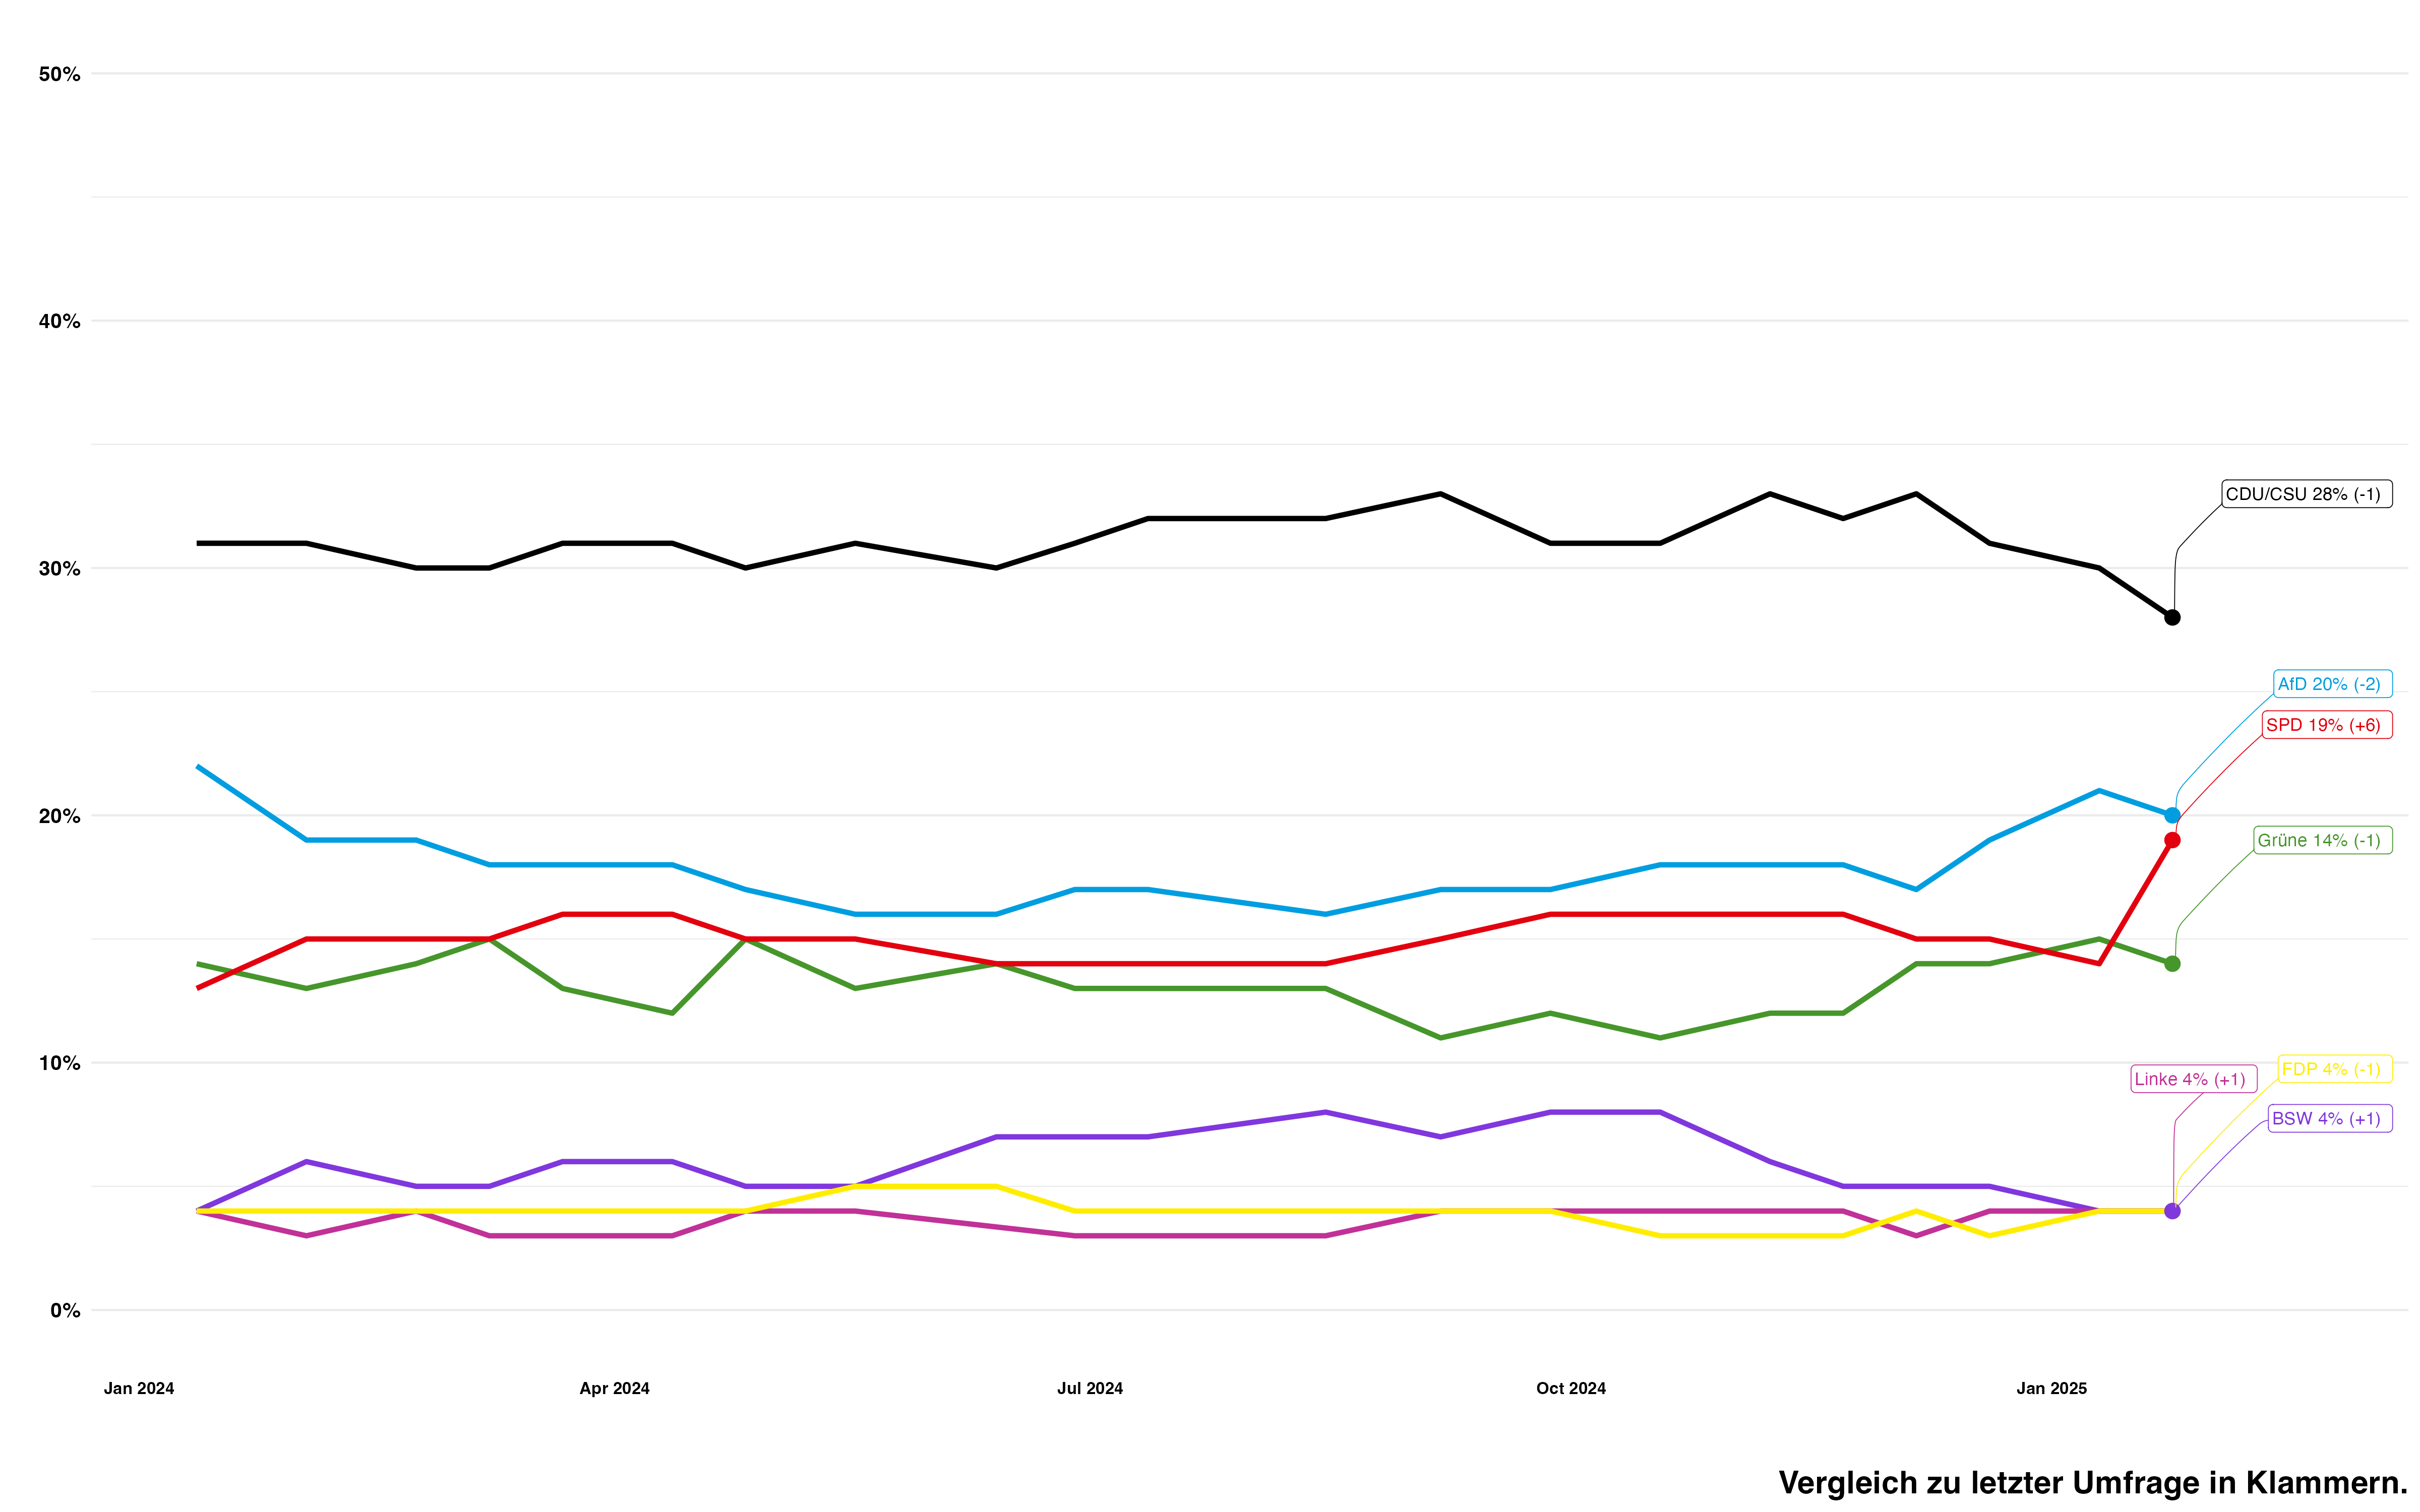 50%
40%
30%
20%
10%
0%
CDU/CSU 28% (-1)
AfD 20% (-2)
SPD 19% (+6)
Grüne 14% (-1)
FDP 4% (-1)
Linke 4% (+1)
BSW 4% (+1)
Jan 2024
Apr 2024
Jul 2024
Oct 2024
Jan 2025
Vergleich zu letzter Umfrage in Klammern.